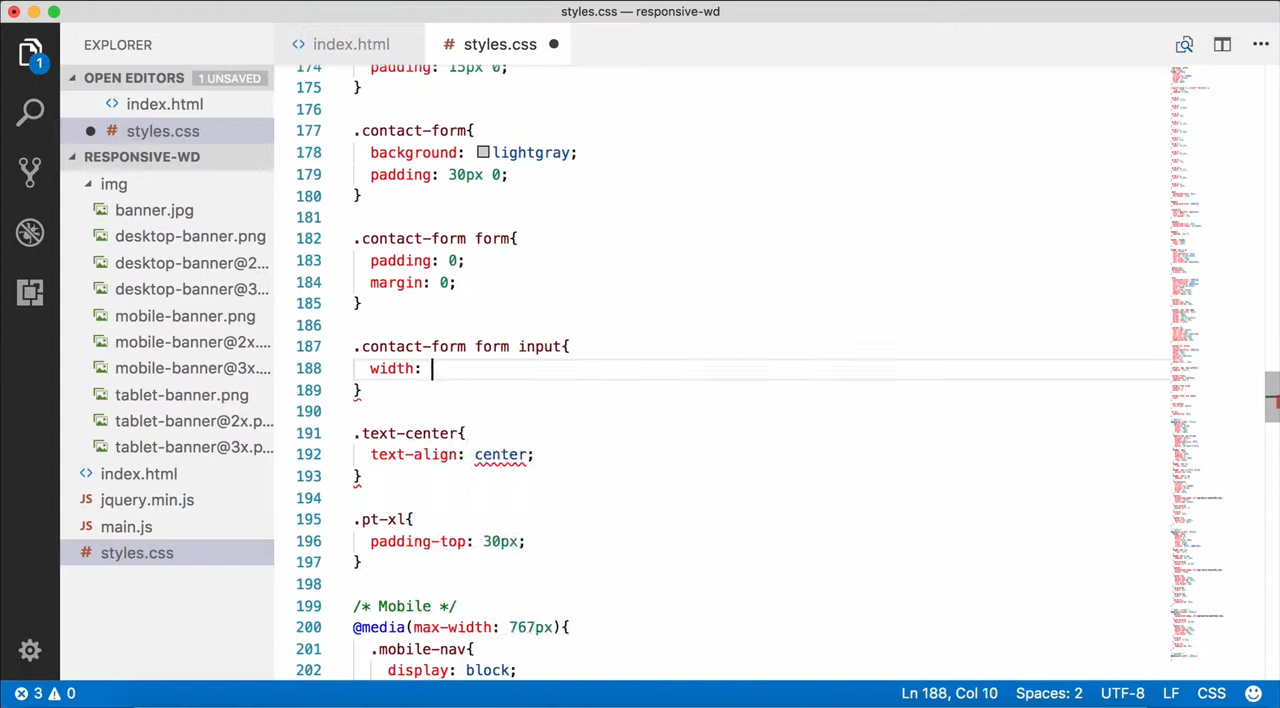 styles.css — responsive-wd
EXPLORER
OPEN EDITORS 1 UNSAVED
<> index.html
# styles.css
RESPONSIVE-WD
img
banner.jpg
desktop-banner.png
desktop-banner@2...
desktop-banner@3...
mobile-banner.png
mobile-banner@2x....
mobile-banner@3x....
tablet-banner.png
tablet-banner@2x.p...
tablet-banner@3x.p...
<> index.html
JS jquery.min.js
JS main.js
# styles.css
1
<> index.html # styles.css
174 padding: 15px 0;
175 }
176
177 .contact-form{
178 background: lightgray;
179 padding: 30px 0;
180 }
181
182 .contact-form form{
183 padding: 0;
184 margin: 0;
185 }
186
187 .contact-form form input{
188 width:
189 }
190
191 .text-center{
192 text-align: center;
193 }
194
195 .pt-xl{
196 padding-top: 30px;
197 }
198
199 /* Mobile */
200 @media(max-width: 767px){
201 .mobile-nav{
202 display: block;
3 0 Ln 188, Col 10 Spaces: 2 UTF-8 LF CSS